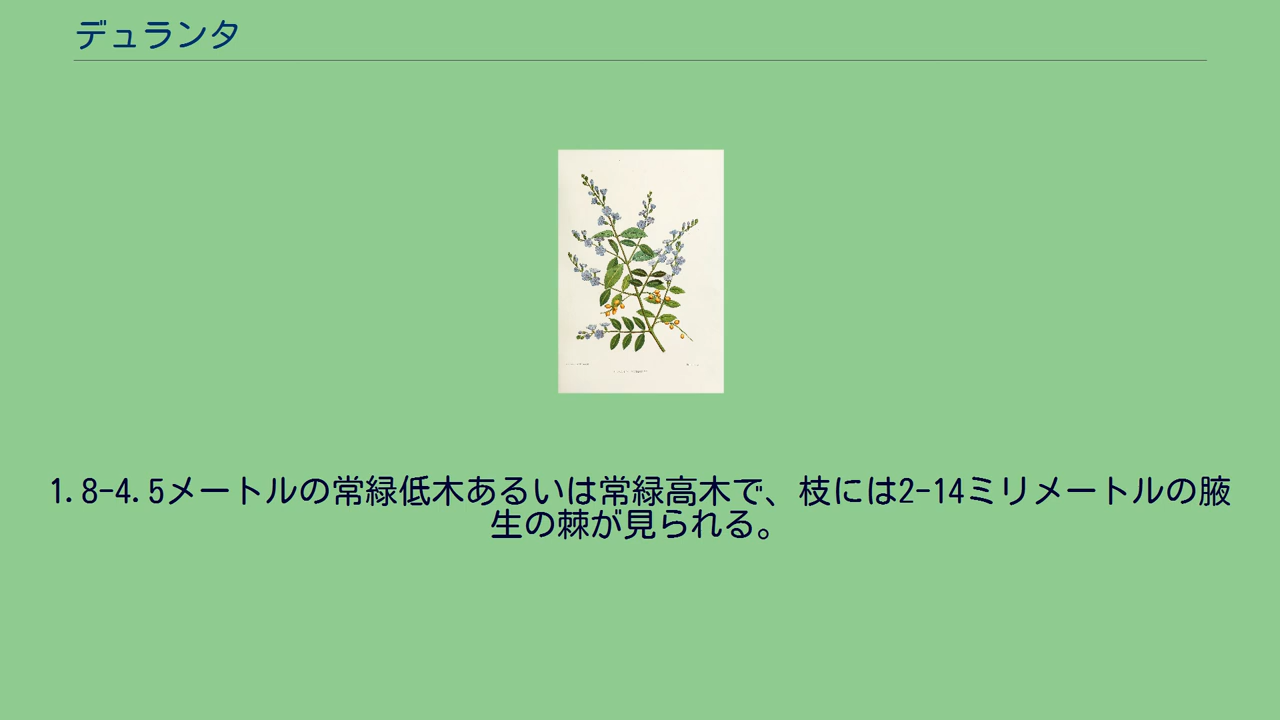 デュランタ
1.8-4.5メートルの常緑低木あるいは常緑高木で、枝には2-14ミリメートルの腋
生の棘が見られる。